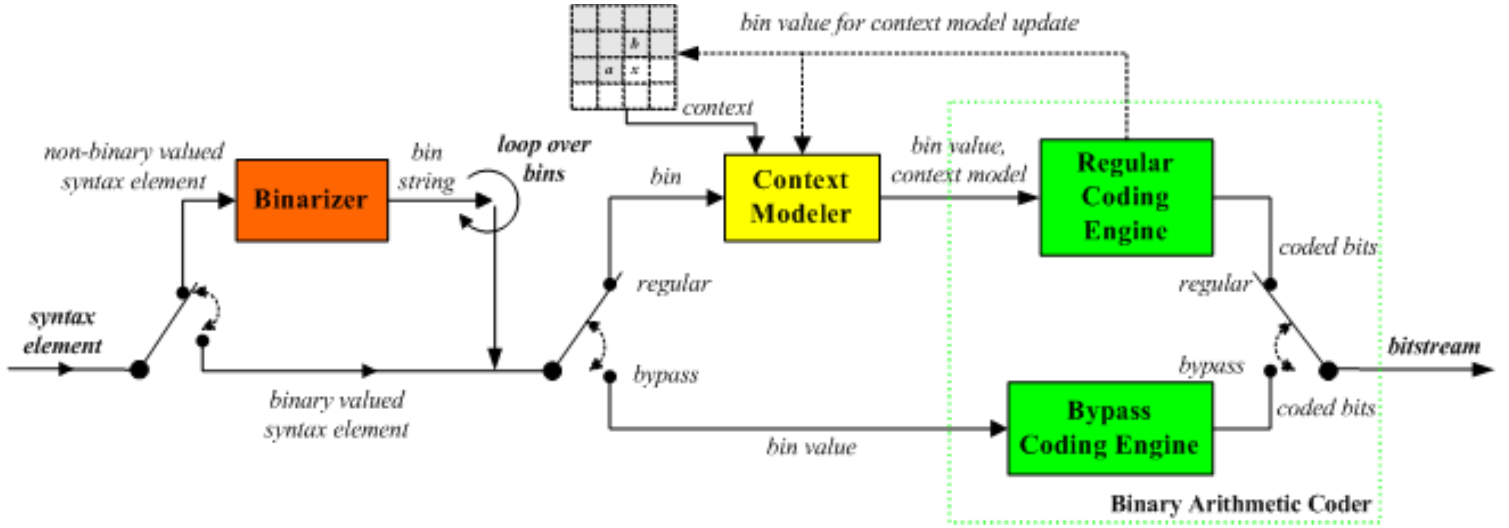 bin value for context model update
b
a x
context
non-binary valued
syntax element
Binarizer
bin
string
loop over
bins
bin
Context
Modeler
bin value,
context model
Regular
Coding
Engine
coded bits
regular
regular
syntax
element
bitstream
bypass
bypass
binary valued
syntax element
bin value
Bypass
Coding Engine
coded bits
Binary Arithmetic Coder